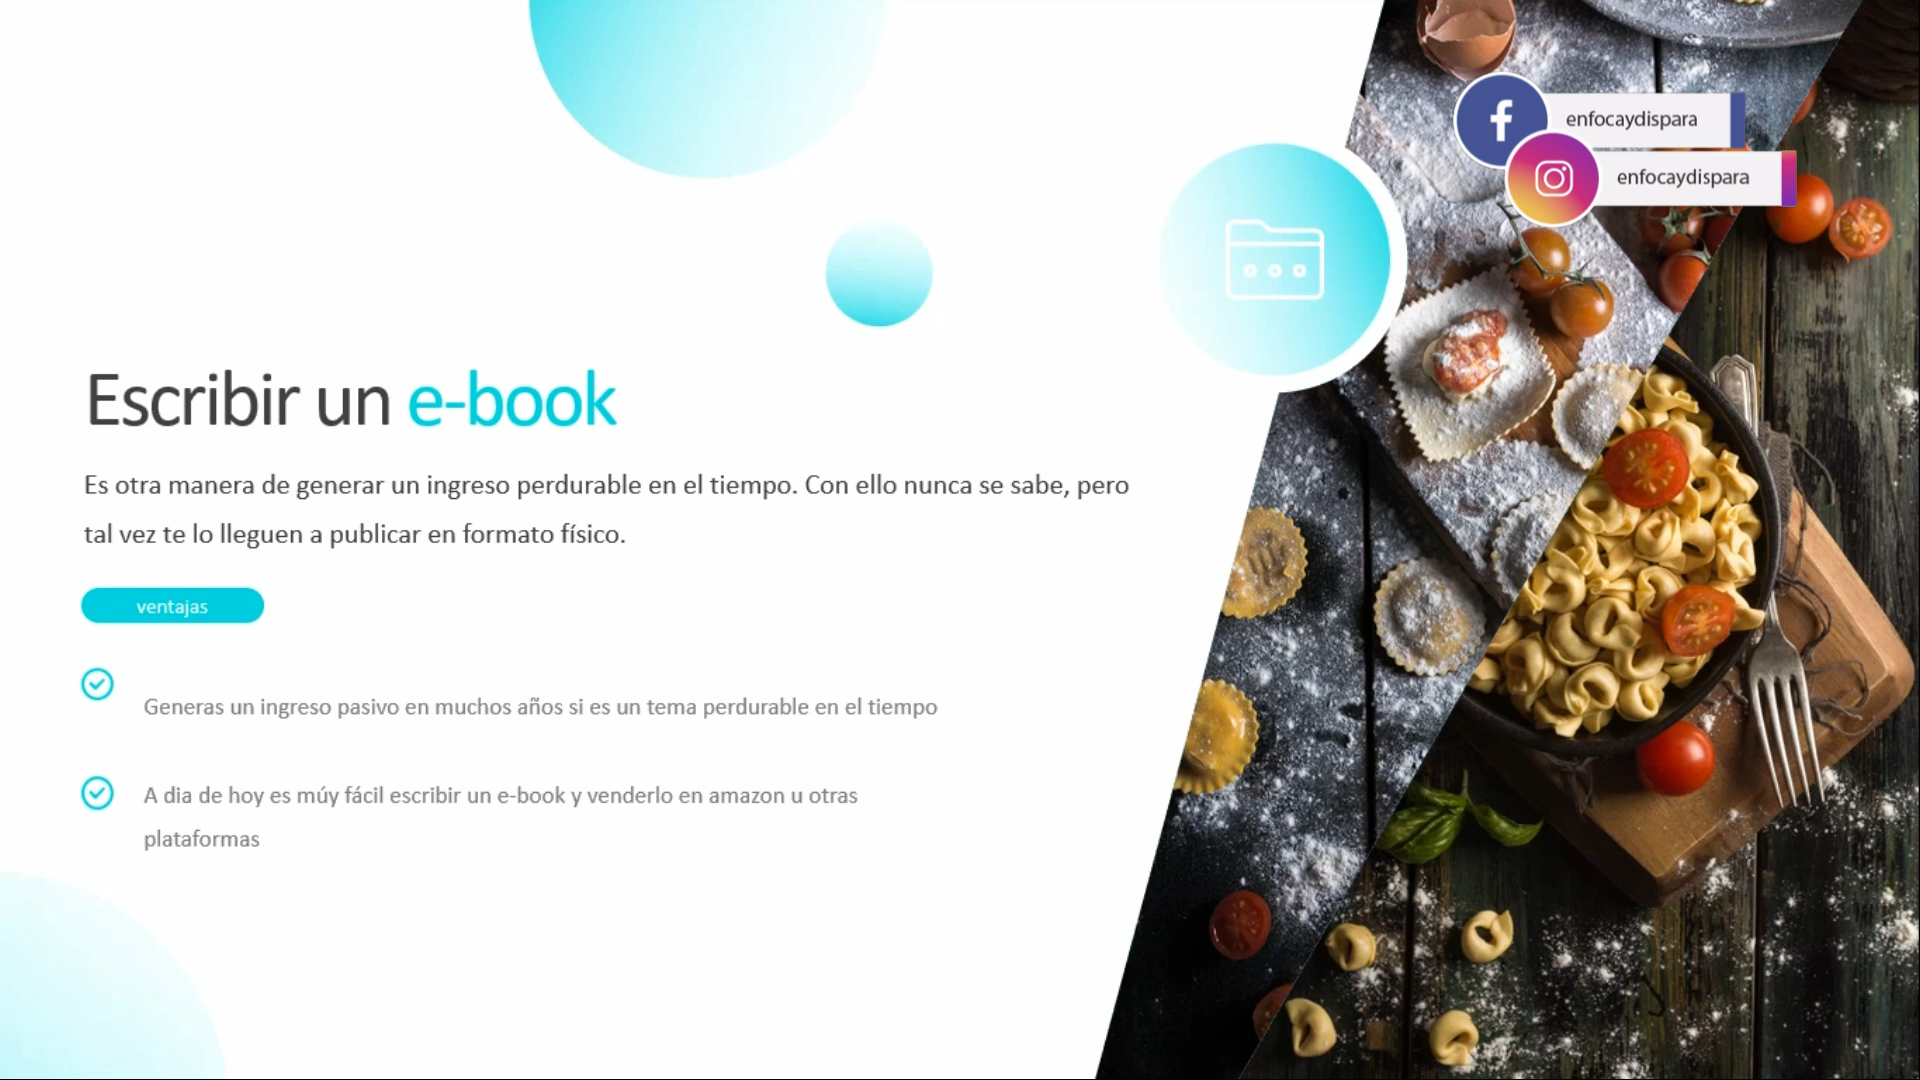 enfocaydispara
enfocaydispara
Escribir un e-book
Es otra manera de generar un ingreso perdurable en el tiempo. Con ello nunca se sabe, pero
tal vez te lo lleguen a publicar en formato físico.
ventajas
Generas un ingreso pasivo en muchos años si es un tema perdurable en el tiempo
A dia de hoy es múy fácil escribir un e-book y venderlo en amazon u otras
plataformas